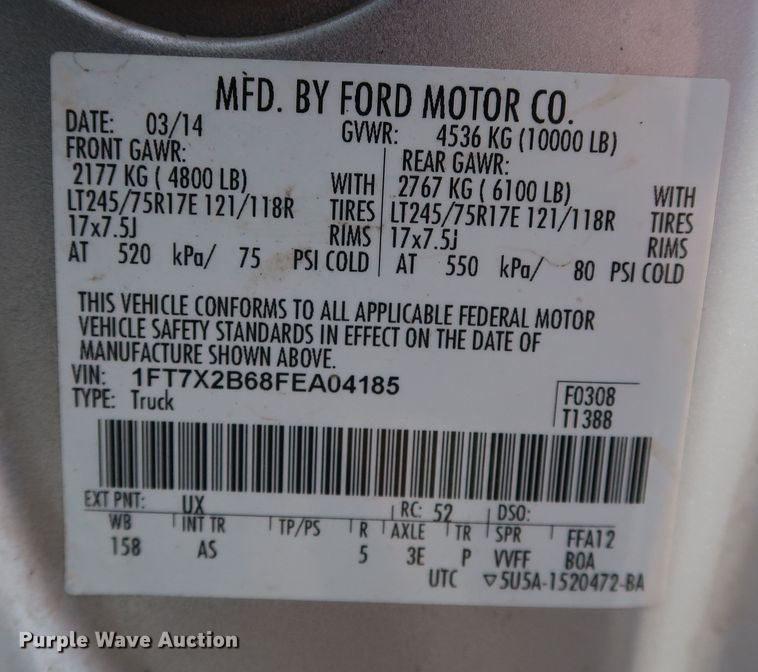 MFD. BY FORD MOTOR CO.
DATE: 03/14 GVWR: 4536 KG (10000 LB)
FRONT GAWR: REAR GAWR:
2177 KG ( 4800 LB) WITH 2767 KG ( 6100 LB) WITH
LT245/75R17E 121/118R TIRES LT245/75R17E 121/118R TIRES
17x7.5J RIMS 17x7.5J RIMS
AT 520 kPa/ 75 PSI COLD AT 550 kPa/ 80 PSI COLD
THIS VEHICLE CONFORMS TO ALL APPLICABLE FEDERAL MOTOR
VEHICLE SAFETY STANDARDS IN EFFECT ON THE DATE OF
MANUFACTURE SHOWN ABOVE.
VIN: 1FT7X2B68FEA04185 F0308
TYPE: Truck T1388
EXT PNT: UX RC: 52 DSO:
WB INT TR TP/PS R AXLE TR SPR FFA12
158 AS 5 3E P VVFF BOA
UTC ▽5U5A-1520472-BA
Purple Wave Auction